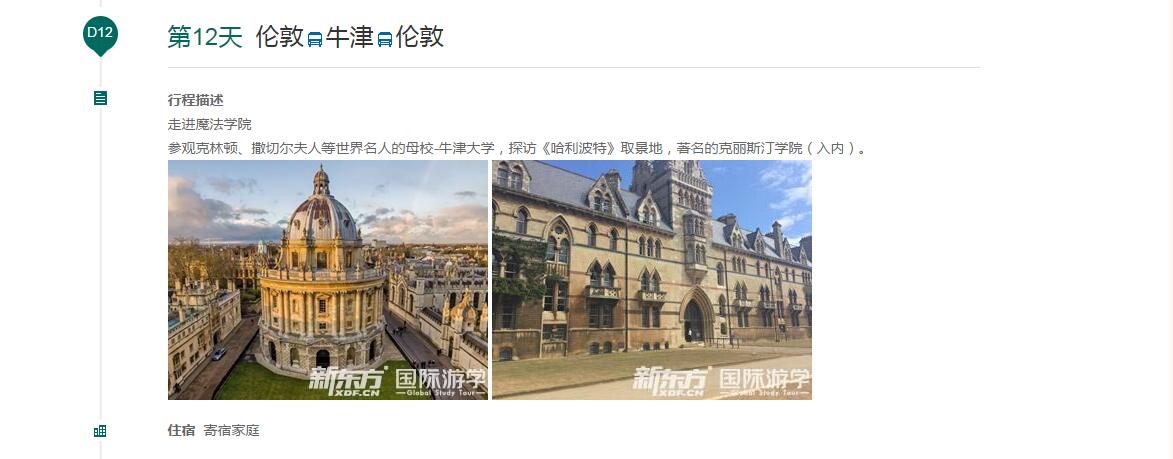 D12
第12天 伦敦 牛津 伦敦
行程描述
走进魔法学院
参观克林顿、撒切尔夫人等世界名人的母校-牛津大学，探访《哈利波特》取景地，著名的克丽斯汀学院（入内）。
新东方 国际游学
XDF.CN Global Study Tour
新东方 国际游学
XDF.CN Global Study Tour
住宿 寄宿家庭